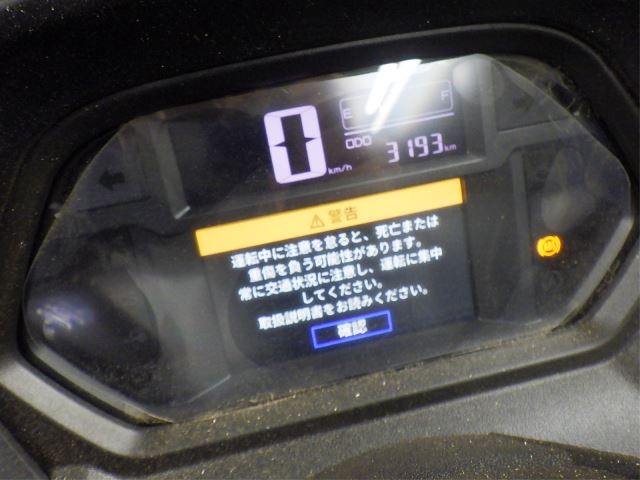 E F
0 km/h
ODO 3193 km
警告
運転中に注意を怠ると、死亡または
重傷を負う可能性があります。
常に交通状況に注意し、運転に集中
してください。
取扱説明書をお読みください。
確認